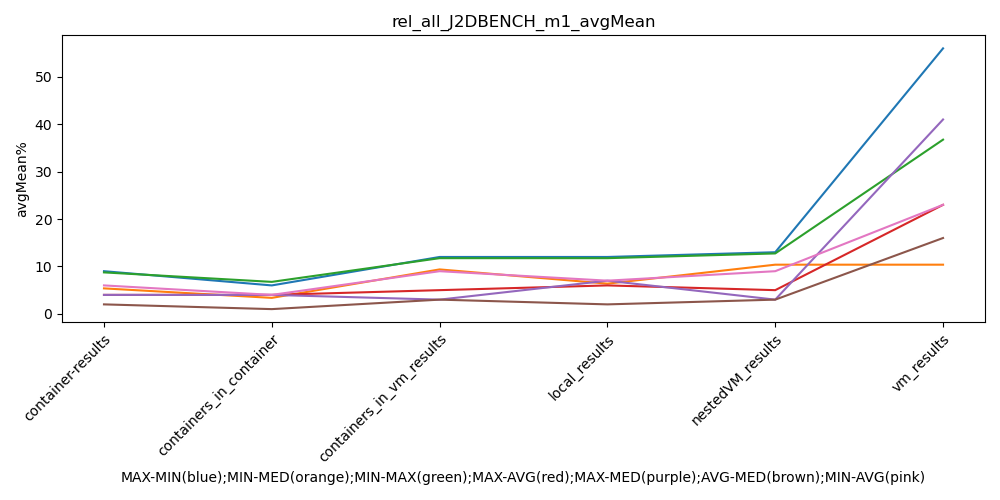 rel_all_J2DBENCH_m1_avgMean
avgMean%
50
40
30
20
10
0
container-results
containers_in_container
containers_in_vm_results
local_results
nestedVM_results
vm_results
MAX-MIN(blue);MIN-MED(orange);MIN-MAX(green);MAX-AVG(red);MAX-MED(purple);AVG-MED(brown);MIN-AVG(pink)